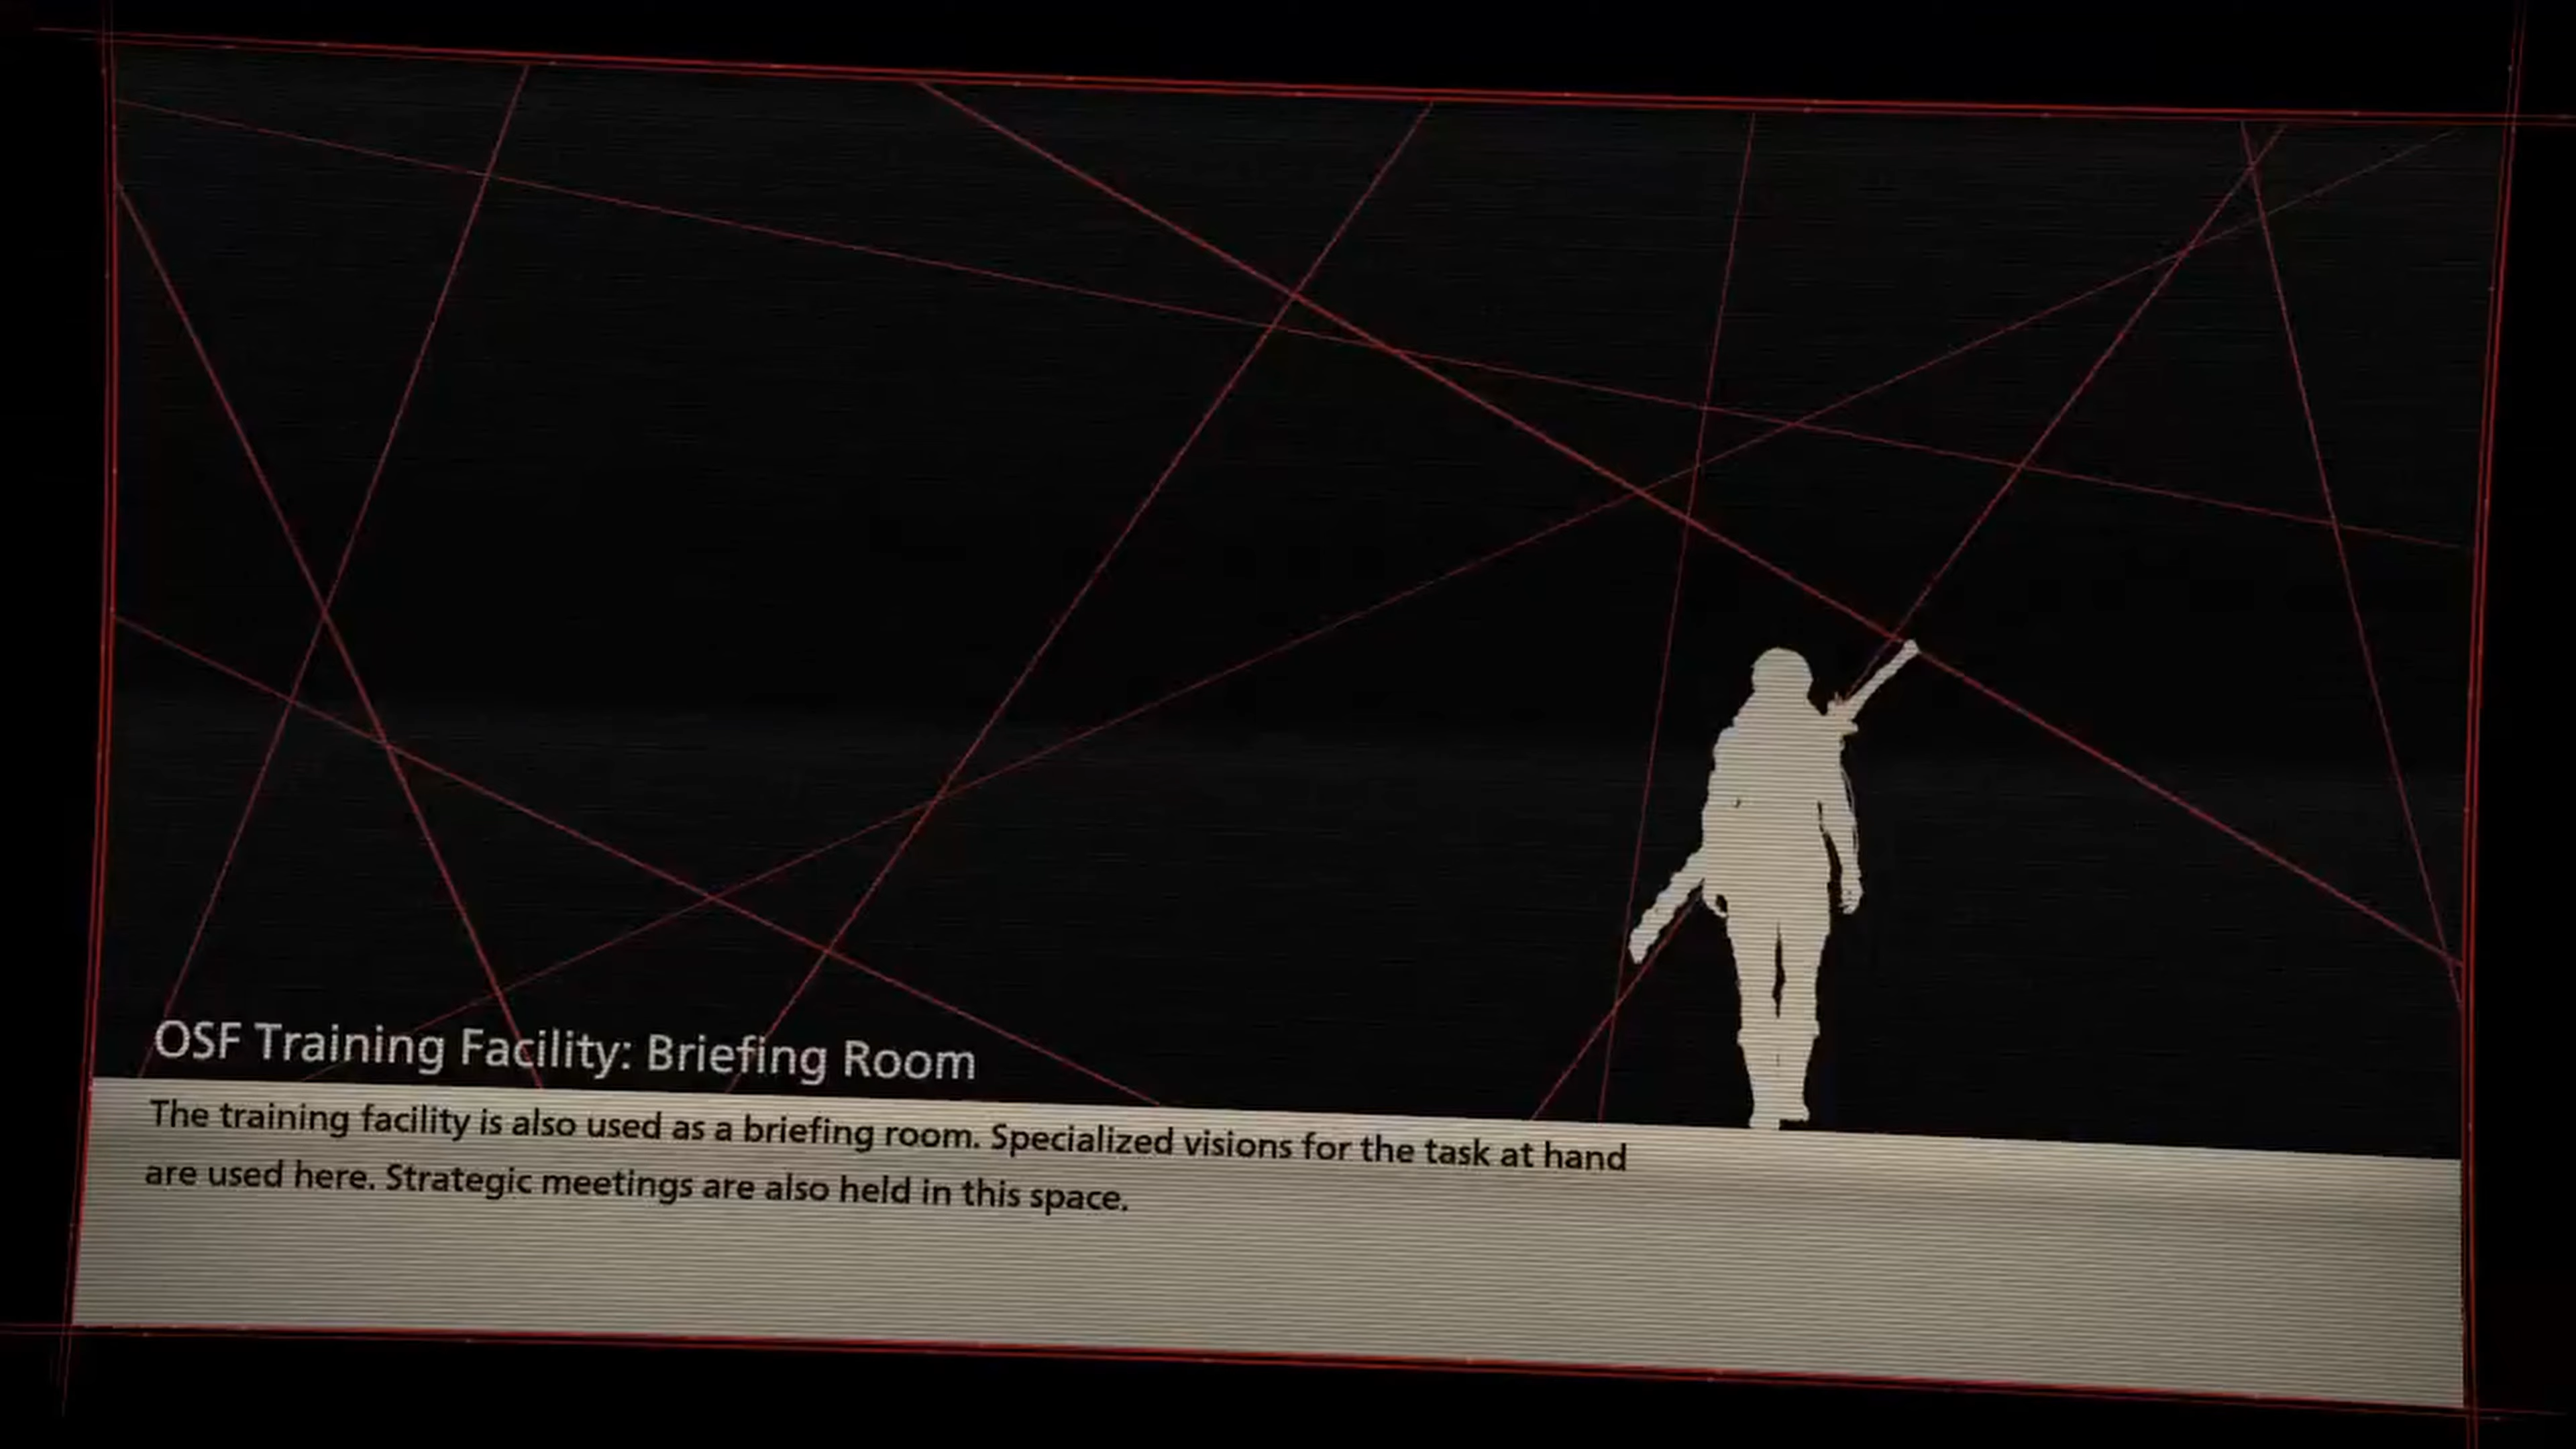 OSF Training Facility: Briefing Room
The training facility is also used as a briefing room. Specialized visions for the task at hand
are used here. Strategic meetings are also held in this space.